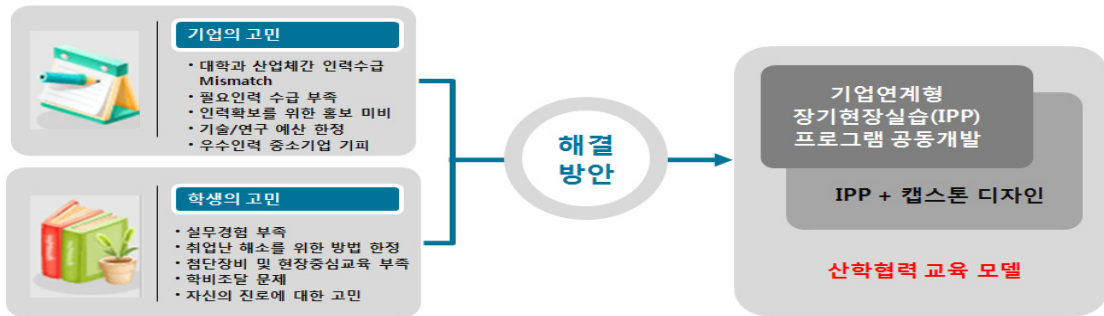 기업의 고민
• 대학과 산업체간 인력수급
Mismatch
• 필요인력 수급 부족
• 인력확보를 위한 홍보 미비
• 기술/연구 예산 한정
• 우수인력 중소기업 기피
학생의 고민
• 실무경험 부족
• 취업난 해소를 위한 방법 한정
• 첨단장비 및 현장중심교육 부족
• 학비조달 문제
• 자신의 진로에 대한 고민
해결
방안
기업연계형
장기현장실습(IPP)
프로그램 공동개발
IPP + 캡스톤 디자인
산학협력 교육 모델